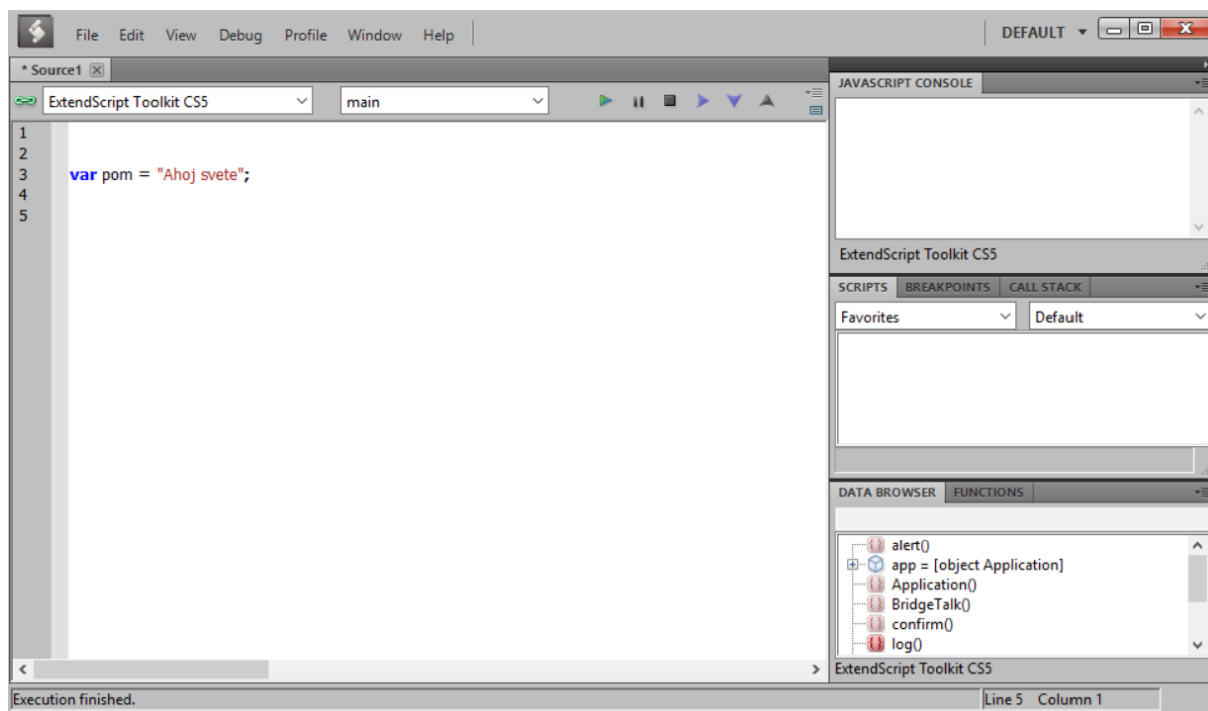 File Edit View Debug Profile Window Help
DEFAULT
* Source1
ExtendScript Toolkit CS5
main
1
2
3 var pom = "Ahoj svete";
4
5
JAVASCRIPT CONSOLE
ExtendScript Toolkit CS5
SCRIPTS BREAKPOINTS CALL STACK
Favorites Default
DATA BROWSER FUNCTIONS
alert()
app = [object Application]
Application()
BridgeTalk()
confirm()
log()
ExtendScript Toolkit CS5
Execution finished.
Line 5 Column 1